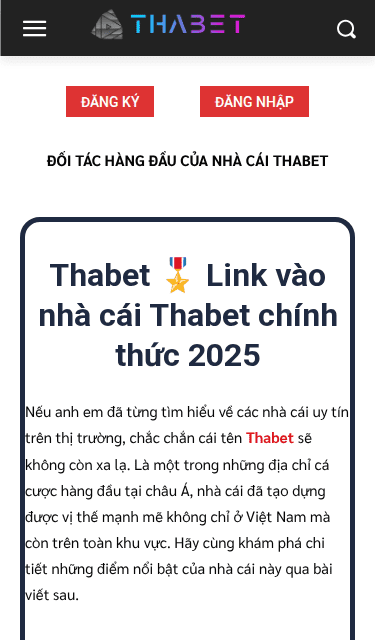 THABET
ĐĂNG KÝ
ĐĂNG NHẬP
ĐỐI TÁC HÀNG ĐẦU CỦA NHÀ CÁI THABET
Thabet 🎖️ Link vào
nhà cái Thabet chính
thức 2025
Nếu anh em đã từng tìm hiểu về các nhà cái uy tín
trên thị trường, chắc chắn cái tên Thabet sẽ
không còn xa lạ. Là một trong những địa chỉ cá
cược hàng đầu tại châu Á, nhà cái đã tạo dựng
được vị thế mạnh mẽ không chỉ ở Việt Nam mà
còn trên toàn khu vực. Hãy cùng khám phá chi
tiết những điểm nổi bật của nhà cái này qua bài
viết sau.